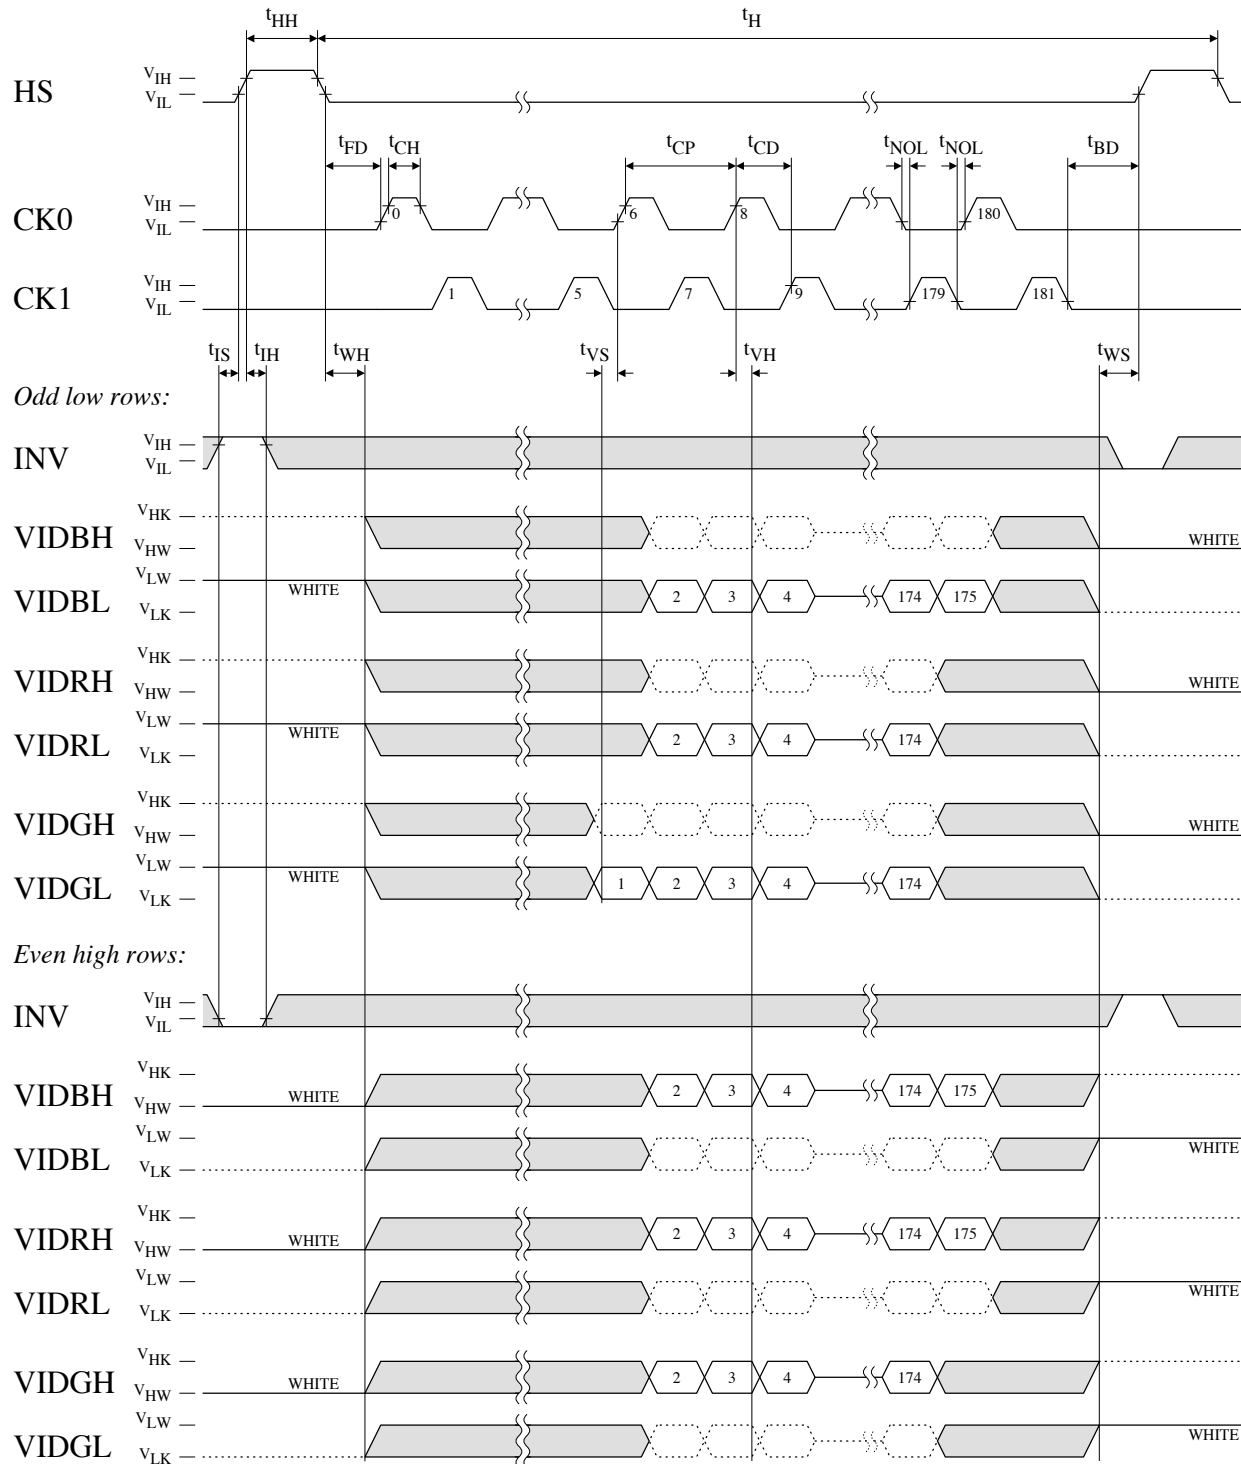 tHH tH
HS VIH VIL
tFD tCH tCP tCD tNOL tNOL tBD
CK0 VIH VIL 0 6 8 180
CK1 VIH VIL 1 5 7 9 179 181
tIS tIH tWH tVS tVH tWS
Odd low rows:
INV VIH VIL
VIDBH VHK VHW WHITE
VIDBL VLW VLK WHITE 2 3 4 174 175
VIDRH VHK VHW WHITE
VIDRL VLW VLK WHITE 2 3 4 174
VIDGH VHK VHW WHITE
VIDGL VLW VLK WHITE 1 2 3 4 174
Even high rows:
INV VIH VIL
VIDBH VHK VHW WHITE 2 3 4 174 175
VIDBL VLW VLK WHITE
VIDRH VHK VHW WHITE 2 3 4 174 175
VIDRL VLW VLK WHITE
VIDGH VHK VHW WHITE 2 3 4 174
VIDGL VLW VLK WHITE